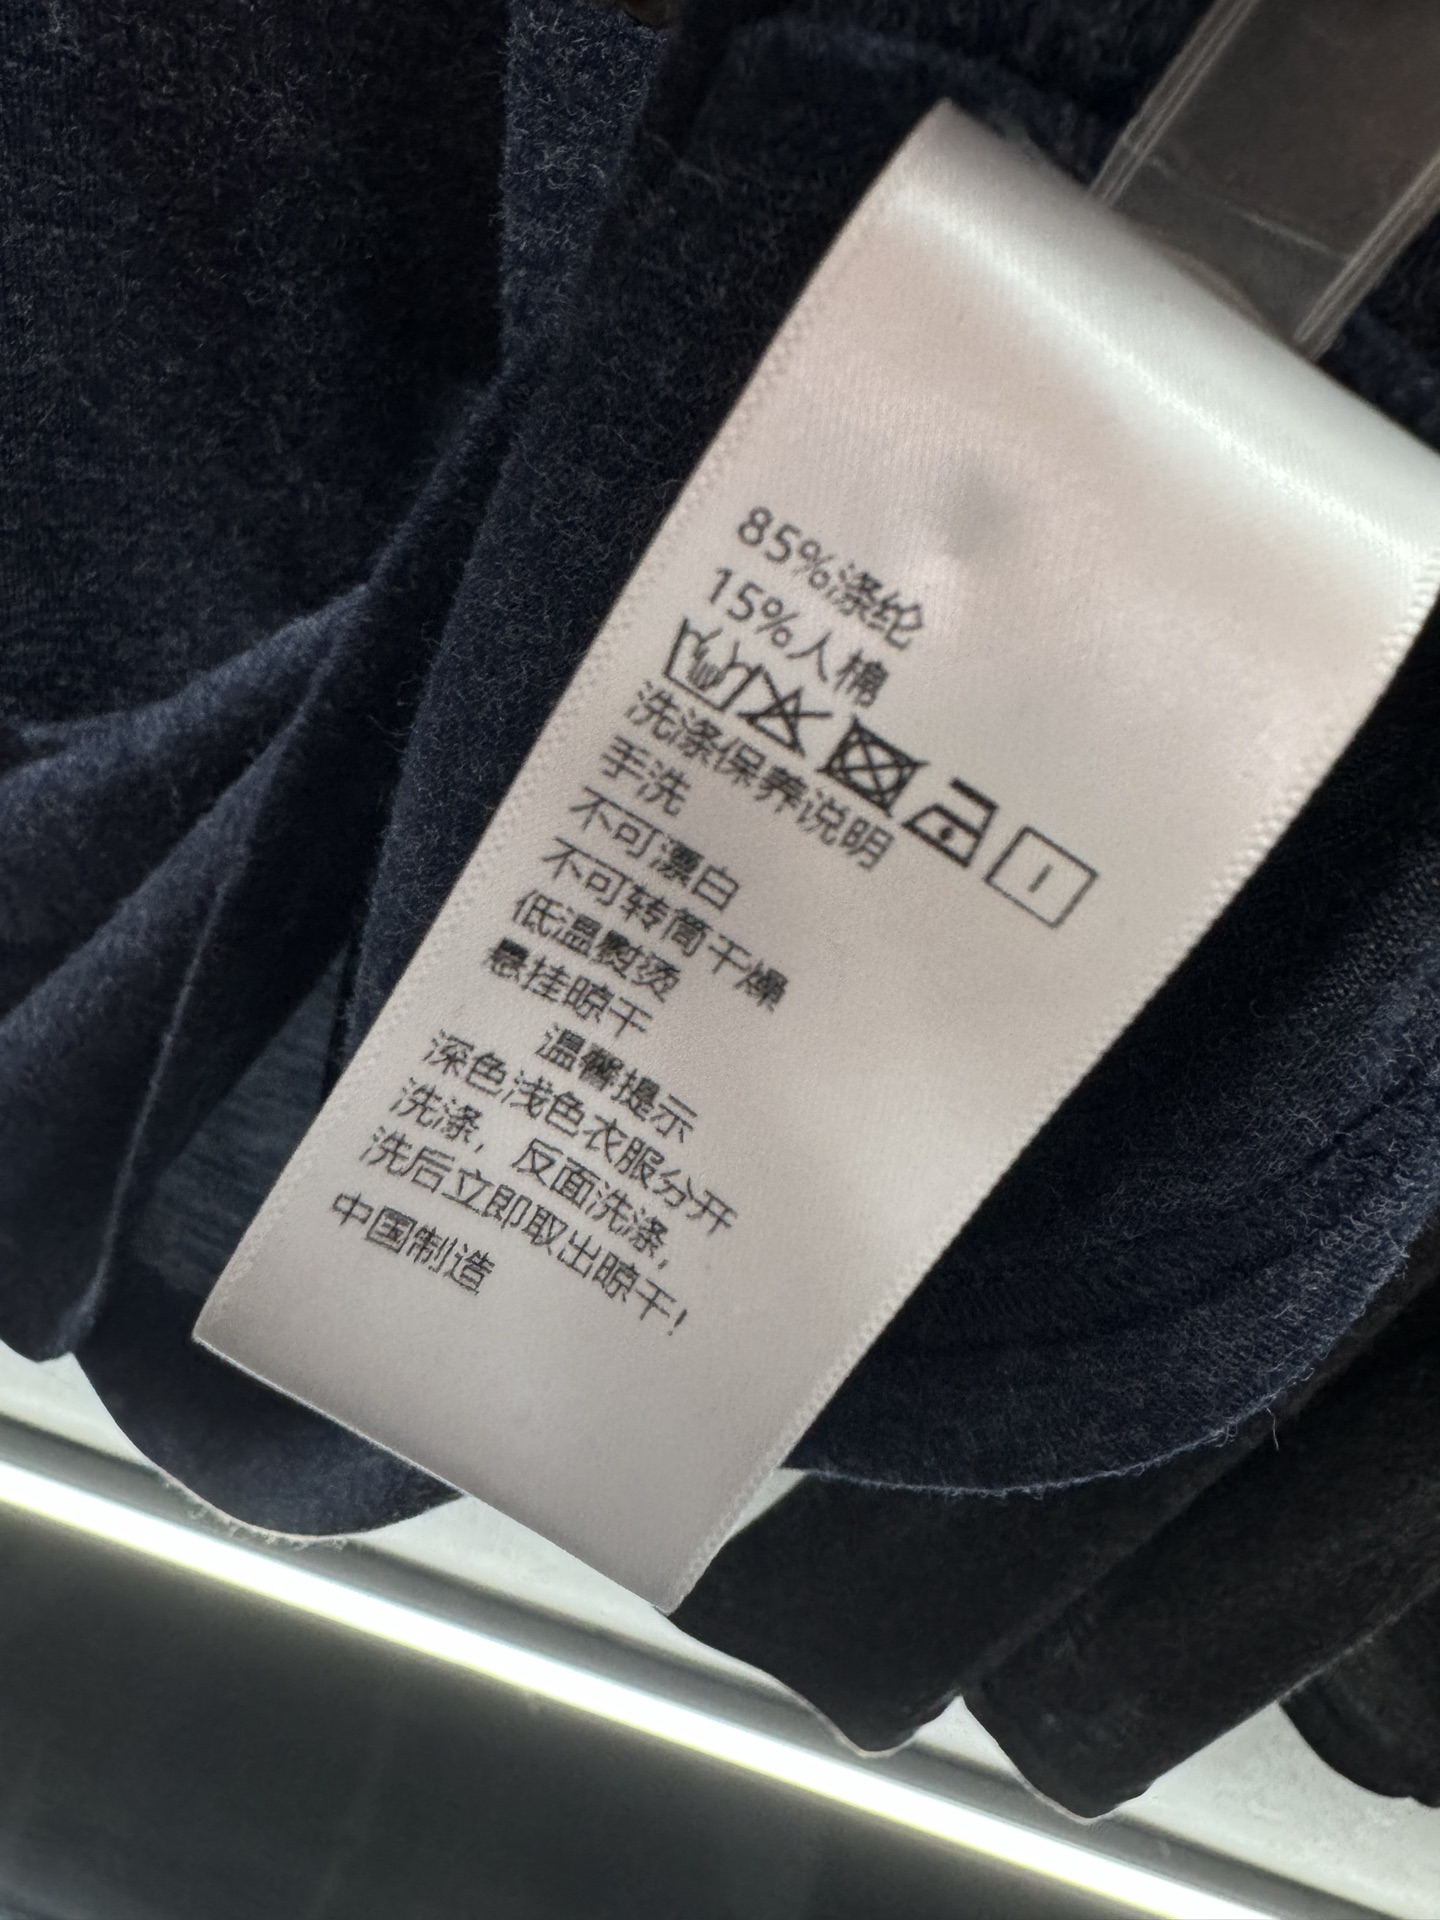 85%涤纶
15%人棉
洗涤保养说明
手洗
不可漂白
不可转筒干燥
低温熨烫
悬挂晾干
温馨提示
深色浅色衣服分开
洗涤，反面洗涤，
洗后立即取出晾干！
中国制造